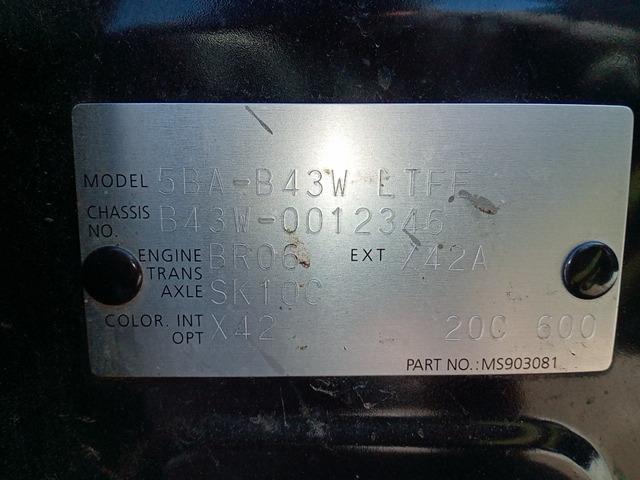 MODEL 5BA-B43W LTFF
CHASSIS NO. B43W-0012346
ENGINE BR06 EXT X42A
TRANS AXLE SK10C
COLOR. INT X42 20C 600
OPT
PART NO.: MS903081